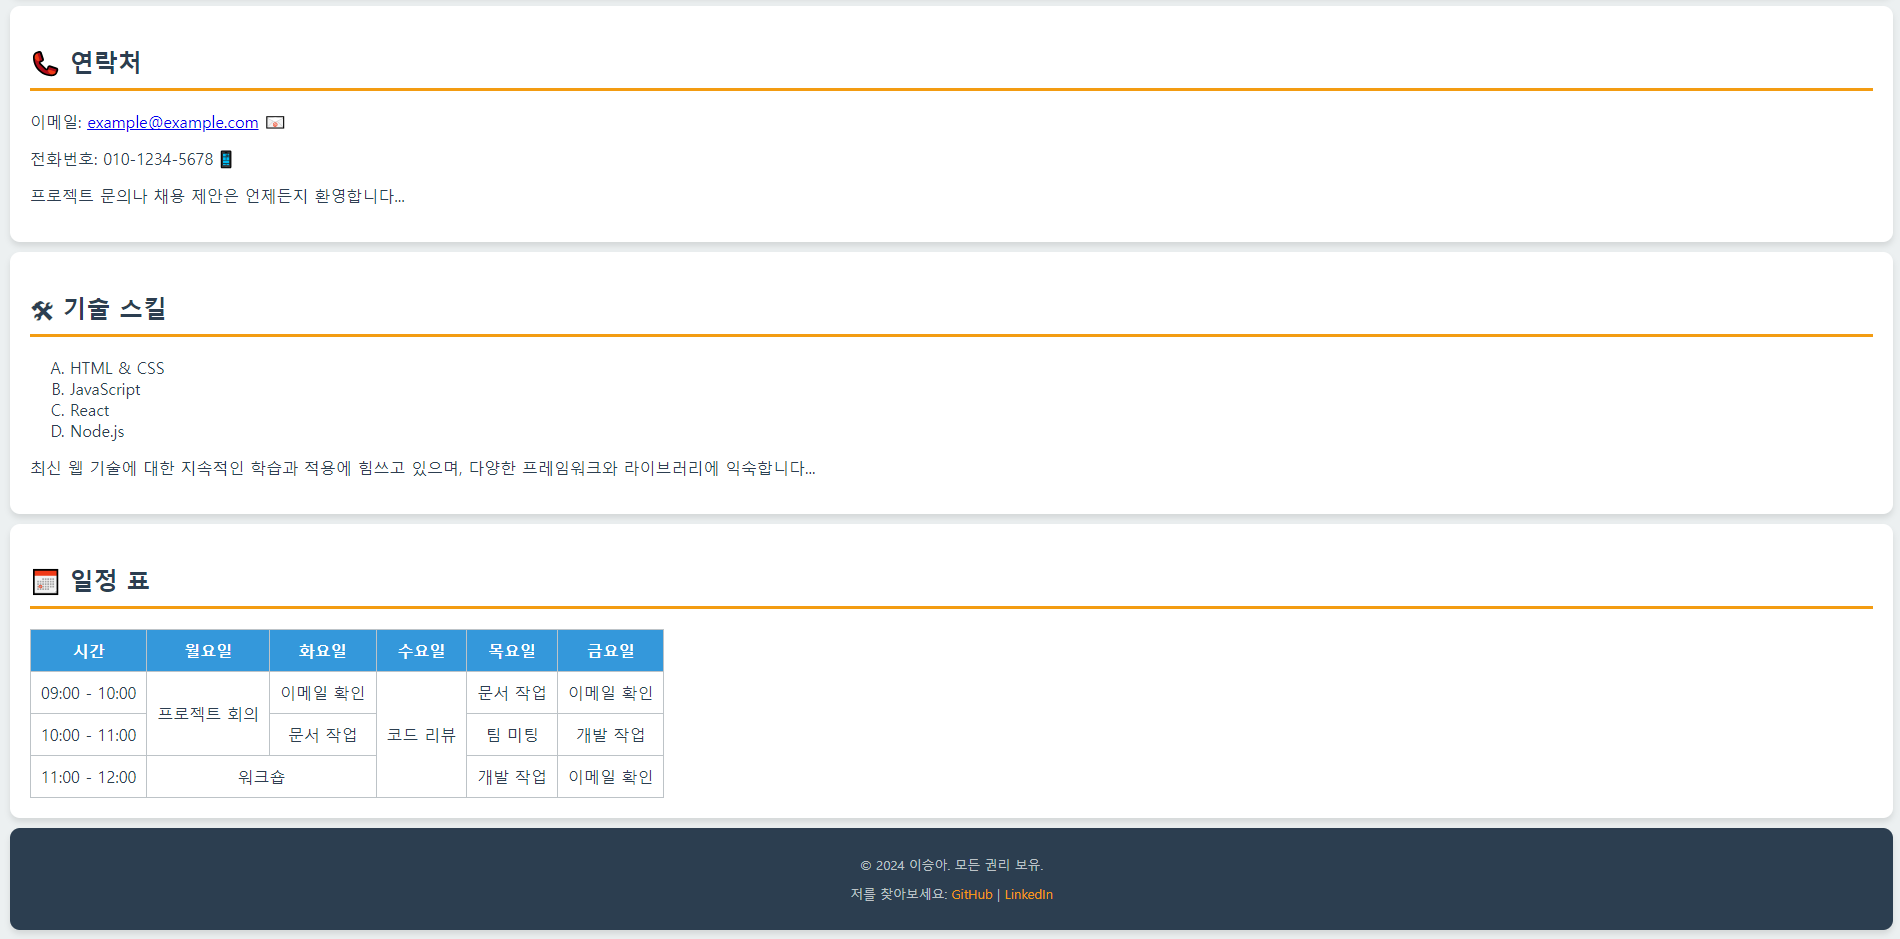 📞 연락처
이메일: example@example.com 📧
전화번호: 010-1234-5678 📱
프로젝트 문의나 채용 제안은 언제든지 환영합니다...
🛠 기술 스킬
A. HTML & CSS
B. JavaScript
C. React
D. Node.js
최신 웹 기술에 대한 지속적인 학습과 적용에 힘쓰고 있으며, 다양한 프레임워크와 라이브러리에 익숙합니다...
📅 일정 표
시간 월요일 화요일 수요일 목요일 금요일
09:00 - 10:00 프로젝트 회의 이메일 확인 코드 리뷰 문서 작업 이메일 확인
10:00 - 11:00 문서 작업 팀 미팅 개발 작업
11:00 - 12:00 워크숍 개발 작업 이메일 확인
© 2024 이승아. 모든 권리 보유.
저를 찾아보세요: GitHub | LinkedIn